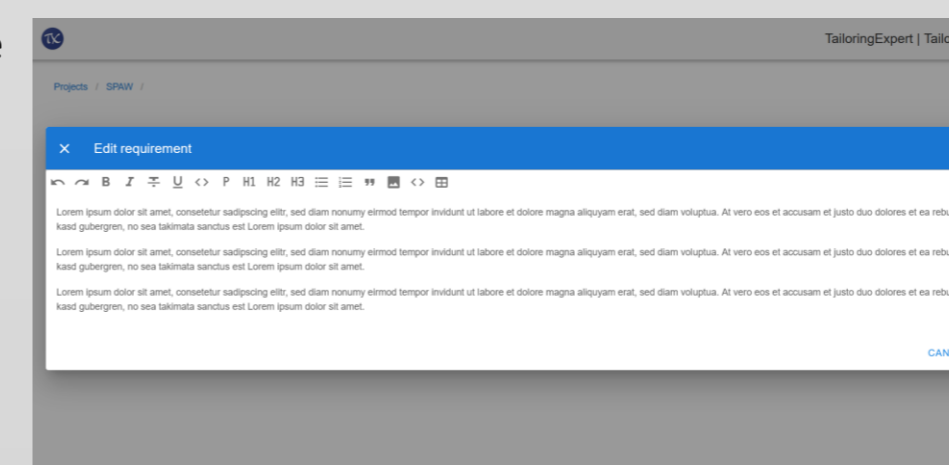 e
TailoringExpert | Tailo
Projects / SPAW /
Edit requirement
B I U <> P H1 H2 H3 <>
Lorem ipsum dolor sit amet, consetetur sadipscing elitr, sed diam nonumy eirmod tempor invidunt ut labore et dolore magna aliquyam erat, sed diam voluptua. At vero eos et accusam et justo duo dolores et ea rebu
kasd gubergren, no sea takimata sanctus est Lorem ipsum dolor sit amet.
Lorem ipsum dolor sit amet, consetetur sadipscing elitr, sed diam nonumy eirmod tempor invidunt ut labore et dolore magna aliquyam erat, sed diam voluptua. At vero eos et accusam et justo duo dolores et ea rebu
kasd gubergren, no sea takimata sanctus est Lorem ipsum dolor sit amet.
Lorem ipsum dolor sit amet, consetetur sadipscing elitr, sed diam nonumy eirmod tempor invidunt ut labore et dolore magna aliquyam erat, sed diam voluptua. At vero eos et accusam et justo duo dolores et ea rebu
kasd gubergren, no sea takimata sanctus est Lorem ipsum dolor sit amet.
CAN